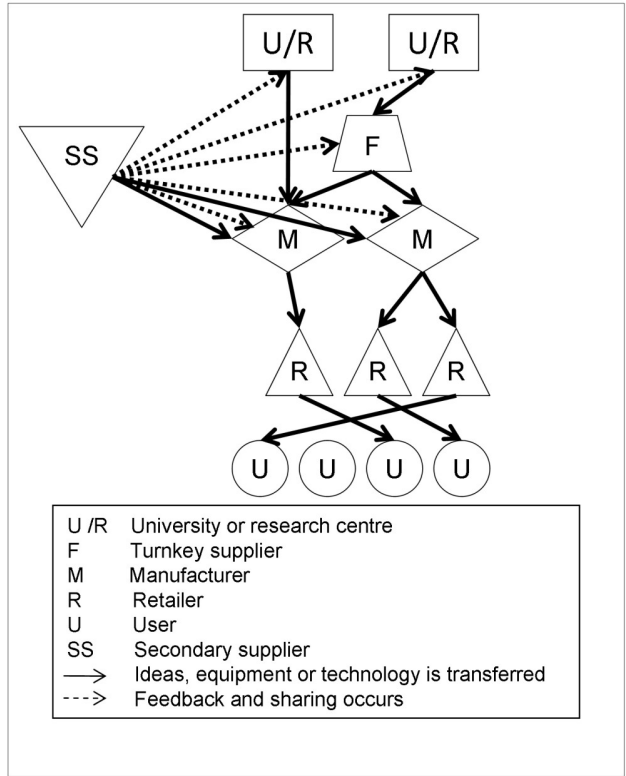 U/R U/R
SS
F
M M
R R R
U U U U
U /R University or research centre
F Turnkey supplier
M Manufacturer
R Retailer
U User
SS Secondary supplier
Ideas, equipment or technology is transferred
Feedback and sharing occurs